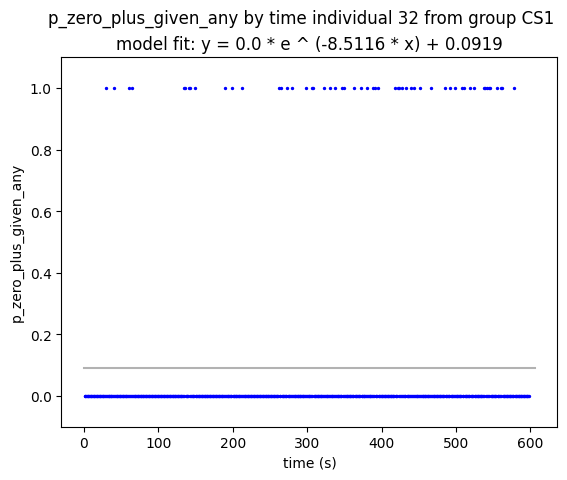 p_zero_plus_given_any by time individual 32 from group CS1
model fit: y = 0.0 * e ^ (-8.5116 * x) + 0.0919
1.0
0.8
0.6
0.4
0.2
0.0
p_zero_plus_given_any
0 100 200 300 400 500 600
time (s)